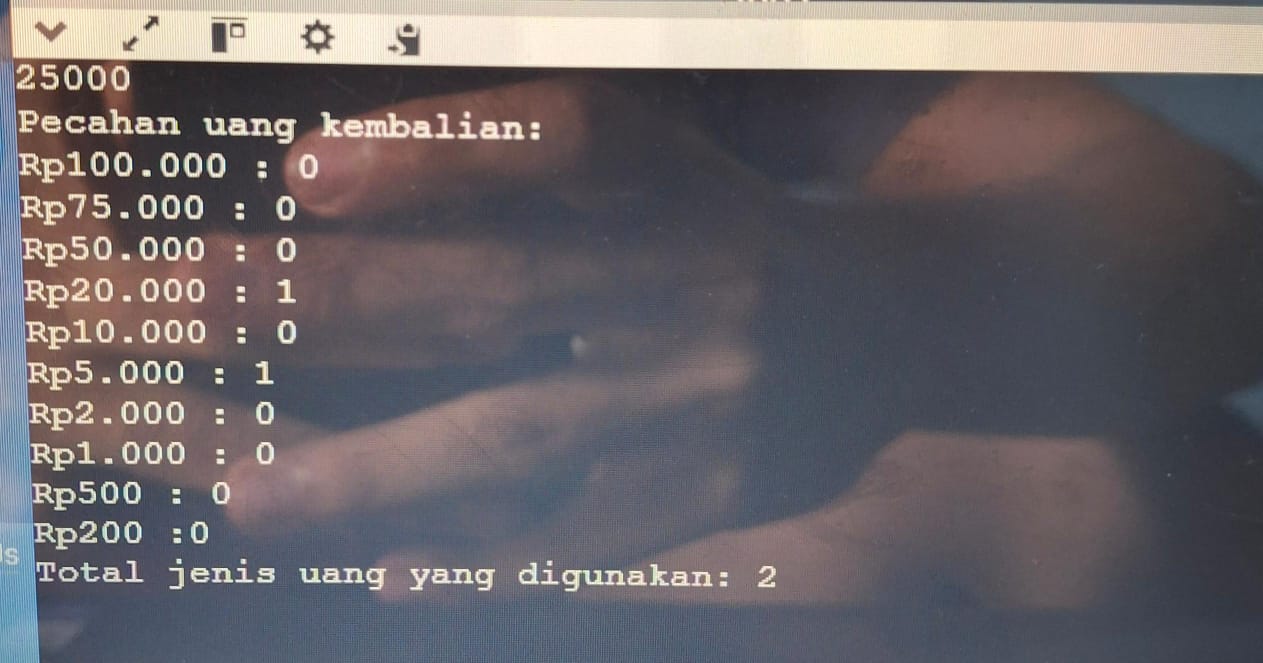 25000
Pecahan uang kembalian:
Rp100.000 : 0
Rp75.000 : 0
Rp50.000 : 0
Rp20.000 : 1
Rp10.000 : 0
Rp5.000 : 1
Rp2.000 : 0
Rp1.000 : 0
Rp500 : 0
Rp200 :0
Total jenis uang yang digunakan: 2